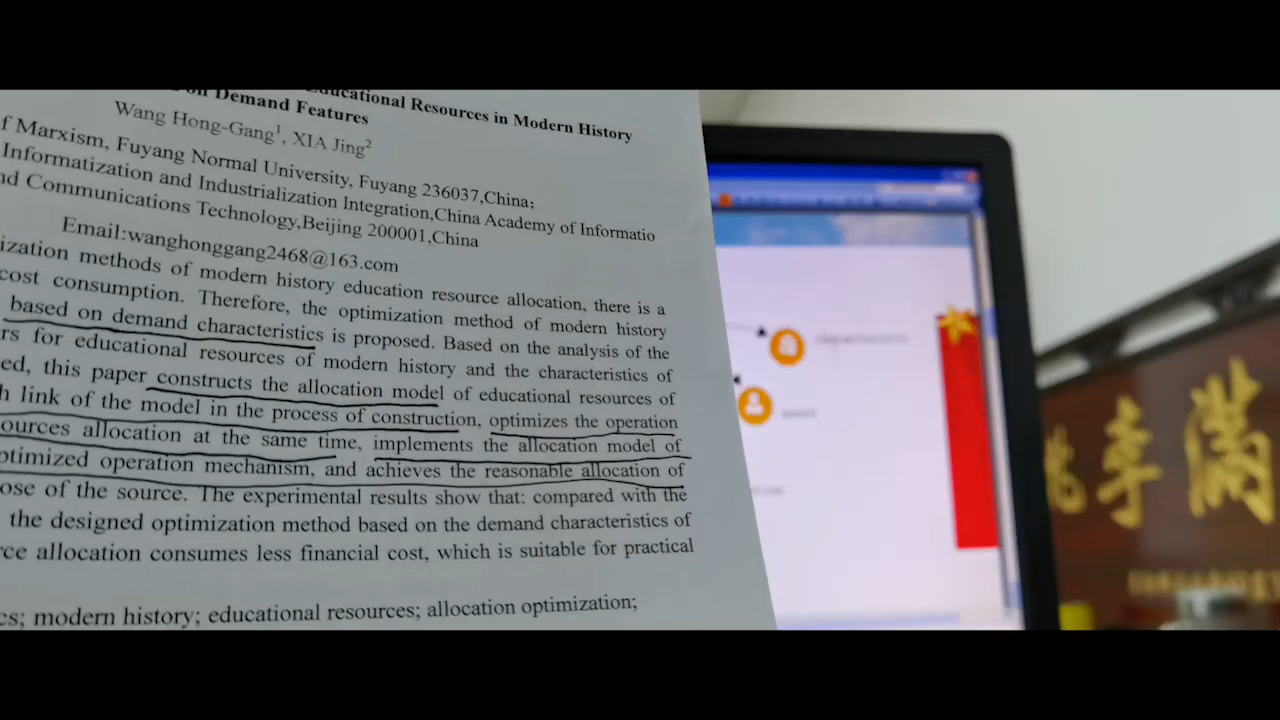 Educational Resources in Modern History
on Demand Features
Wang Hong-Gang1, XIA Jing2
f Marxism, Fuyang Normal University, Fuyang 236037,China;
Informatization and Industrialization Integration,China Academy of Informatio
nd Communications Technology,Beijing 200001,China
Email:wanghonggang2468@163.com
ization methods of modern history education resource allocation, there is a
cost consumption. Therefore, the optimization method of modern history
based on demand characteristics is proposed. Based on the analysis of the
rs for educational resources of modern history and the characteristics of
ed, this paper constructs the allocation model of educational resources of
h link of the model in the process of construction, optimizes the operation
ources allocation at the same time, implements the allocation model of
ptimized operation mechanism, and achieves the reasonable allocation of
ose of the source. The experimental results show that: compared with the
the designed optimization method based on the demand characteristics of
rce allocation consumes less financial cost, which is suitable for practical
cs; modern history; educational resources; allocation optimization;
李满